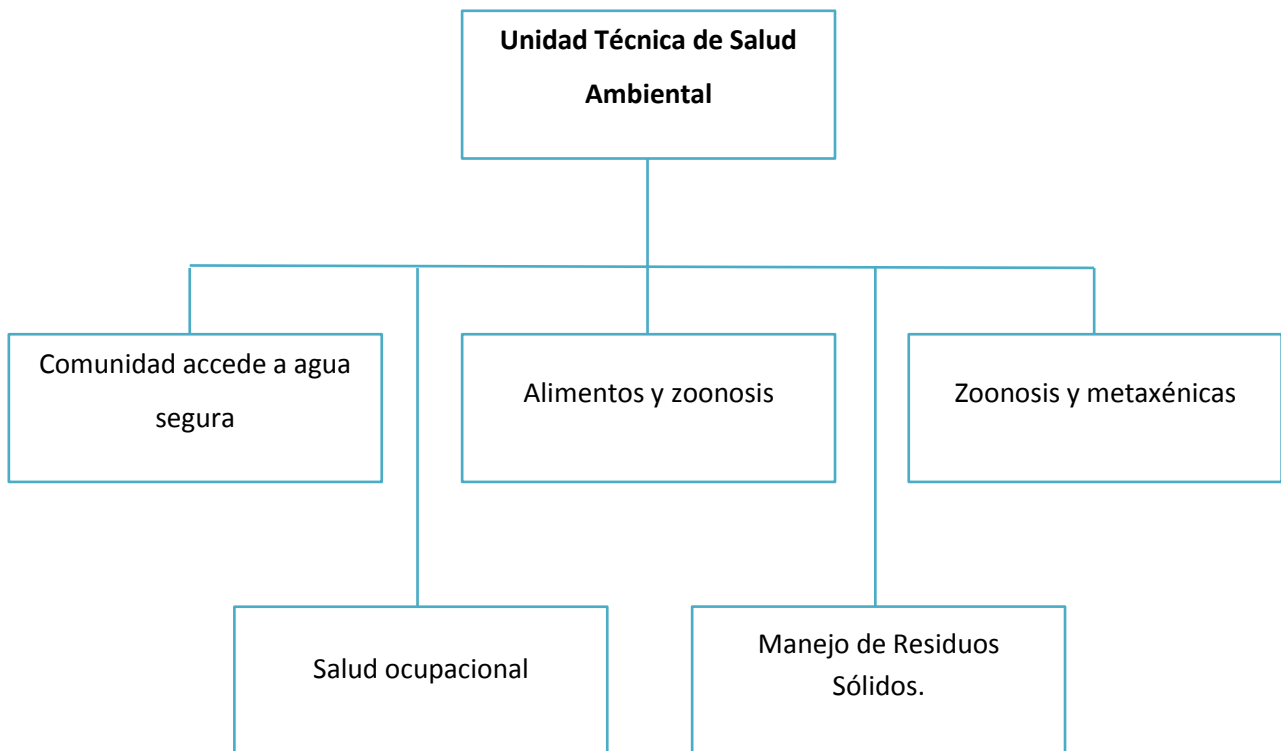 Unidad Técnica de Salud
Ambiental
Comunidad accede a agua
segura
Alimentos y zoonosis
Zoonosis y metaxénicas
Salud ocupacional
Manejo de Residuos
Sólidos.